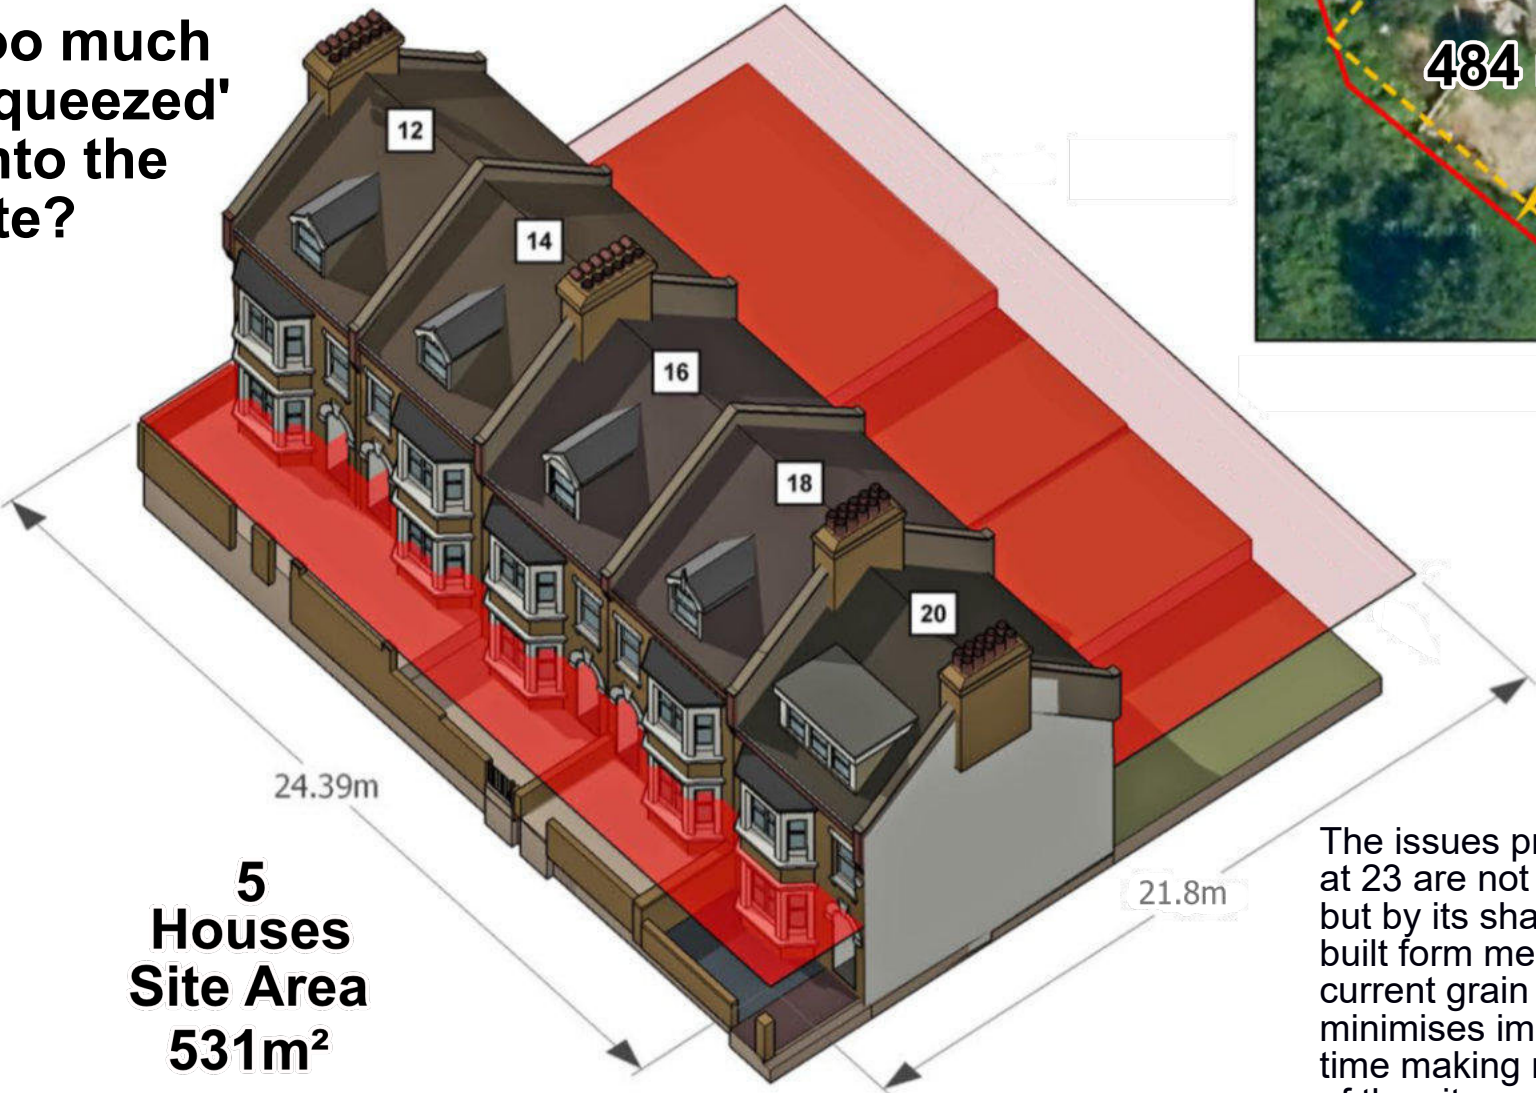 oo much
queezed'
nto the
te?
484
12
14
16
18
20
24.39m
21.8m
5
Houses
Site Area
531m²
The issues pr
at 23 are not
but by its sha
built form me
current grain
minimises im
time making